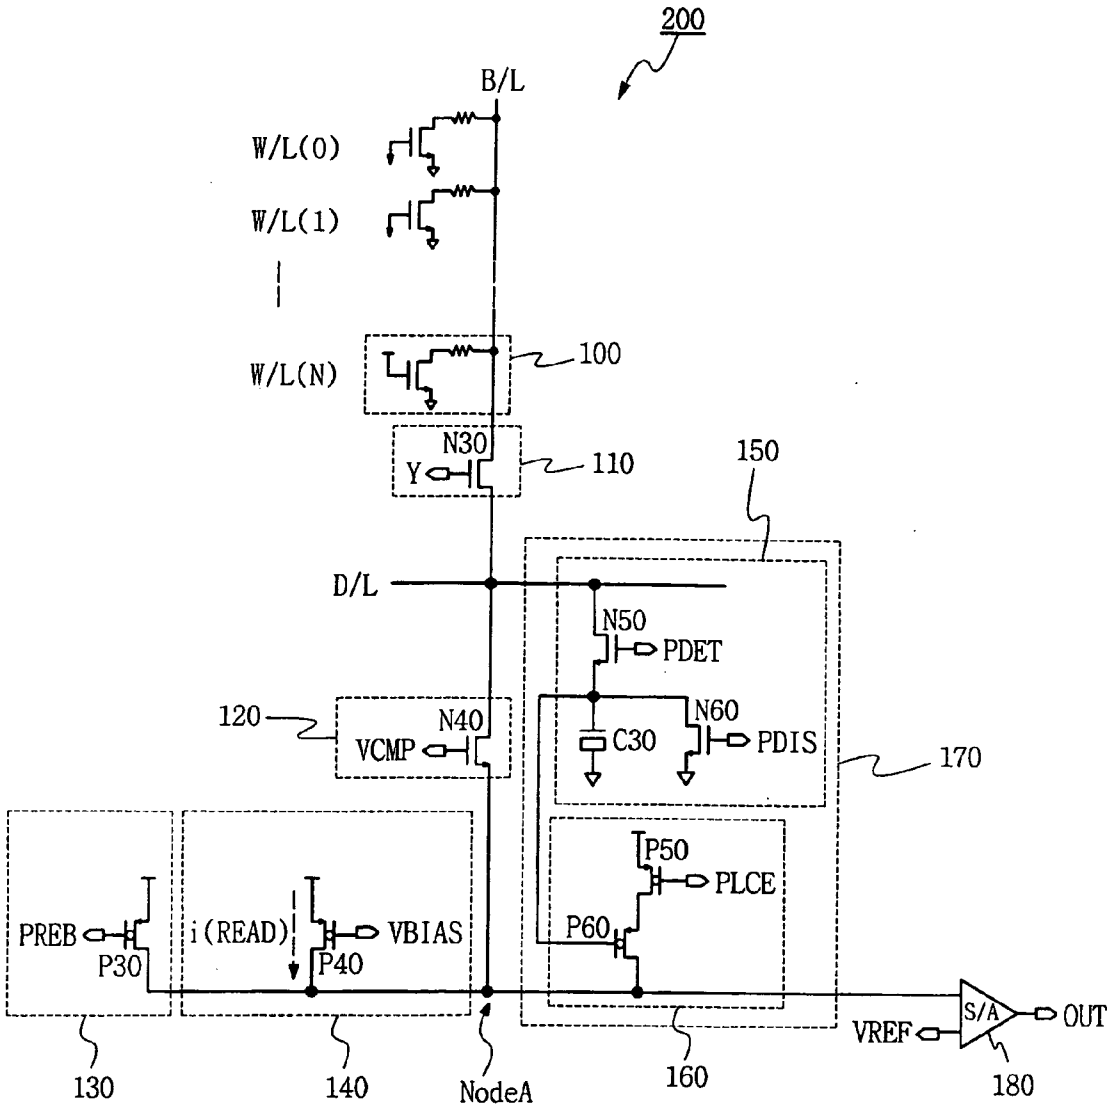 200
B/L
W/L(0)
W/L(1)
W/L(N)
100
N30
Y
110
150
D/L
N50
PDET
120
N40
VCMP
N60
C30
PDIS
170
P50
PLCE
PREB
P30
i(READ)
P40
VBIAS
P60
S/A
OUT
VREF
130
140
NodeA
160
180